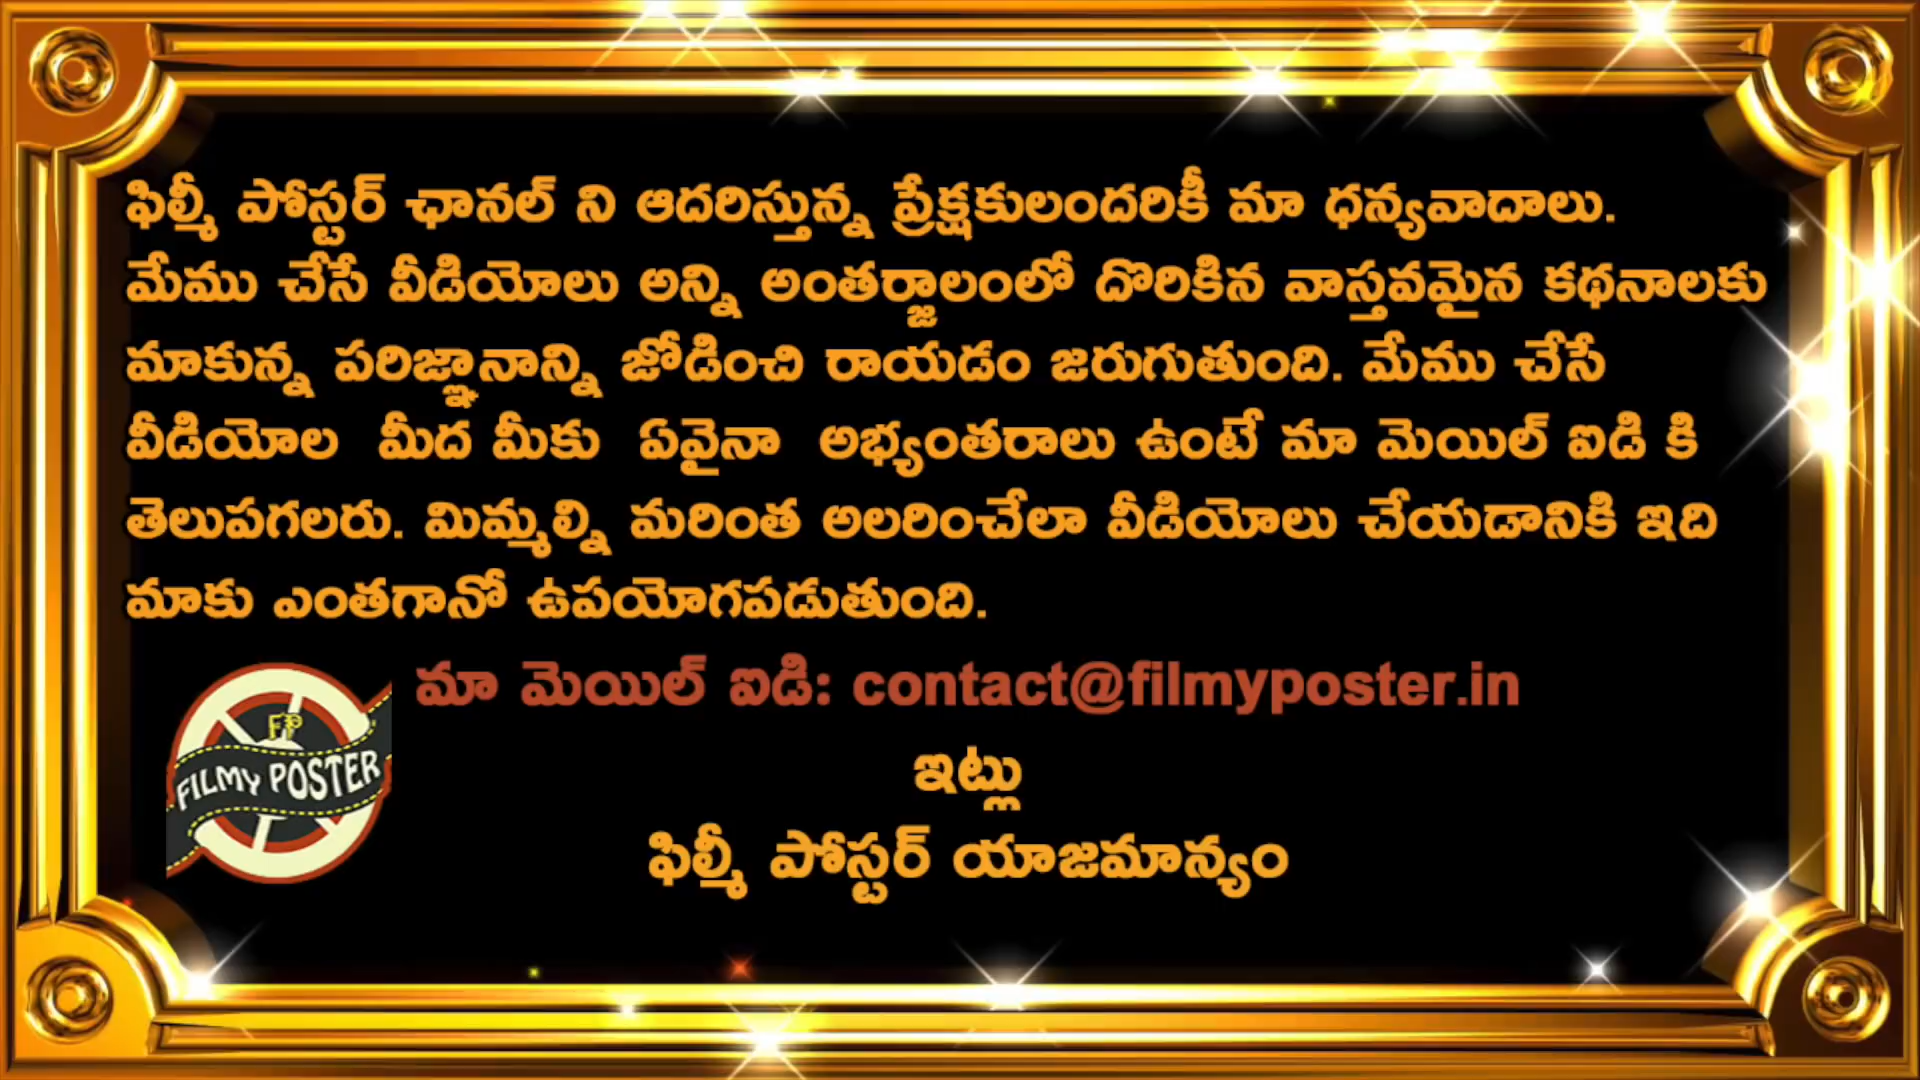 ఫిల్మీ పోస్టర్ ఛానల్ ని ఆదరిస్తున్న ప్రేక్షకులందరికీ మా ధన్యవాదాలు.
మేము చేసే వీడియోలు అన్ని అంతర్జాలంలో దొరికిన వాస్తవమైన కథనాలకు
మాకున్న పరిజ్ఞానాన్ని జోడించి రాయడం జరుగుతుంది. మేము చేసే
వీడియోల మీద మీకు ఏవైనా అభ్యంతరాలు ఉంటే మా మెయిల్ ఐడి కి
తెలుపగలరు. మిమ్మల్ని మరింత అలరించేలా వీడియోలు చేయడానికి ఇది
మాకు ఎంతగానో ఉపయోగపడుతుంది.
మా మెయిల్ ఐడి: contact@filmyposter.in
FP
FILMY POSTER
ఇట్లు
ఫిల్మీ పోస్టర్ యాజమాన్యం